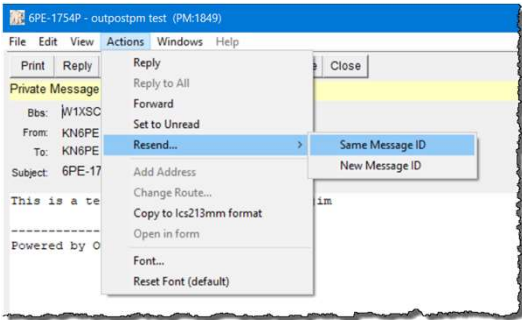 6PE-1754P - outpostpm test (PM:1849)
File Edit View Actions Windows Help
Print Reply Close
Private Message
Bbs: W1XSC
From: KN6PE
To: KN6PE
Subject: 6PE-17
This is a te im
--------------
Powered by O
Reply
Reply to All
Forward
Set to Unread
Resend... >
Add Address
Change Route...
Copy to Ics213mm format
Open in form
Font...
Reset Font (default)
Same Message ID
New Message ID